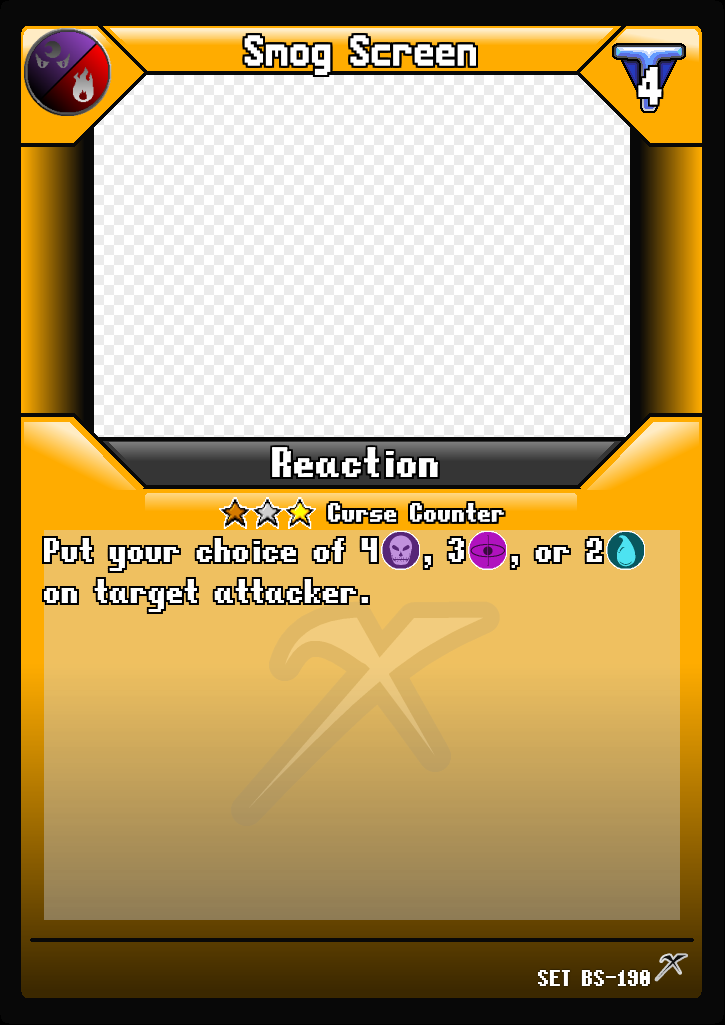 Smog Screen
4
Reaction
Curse Counter
Put your choice of 4, 3, or 2
on target attacker.
SET BS-190